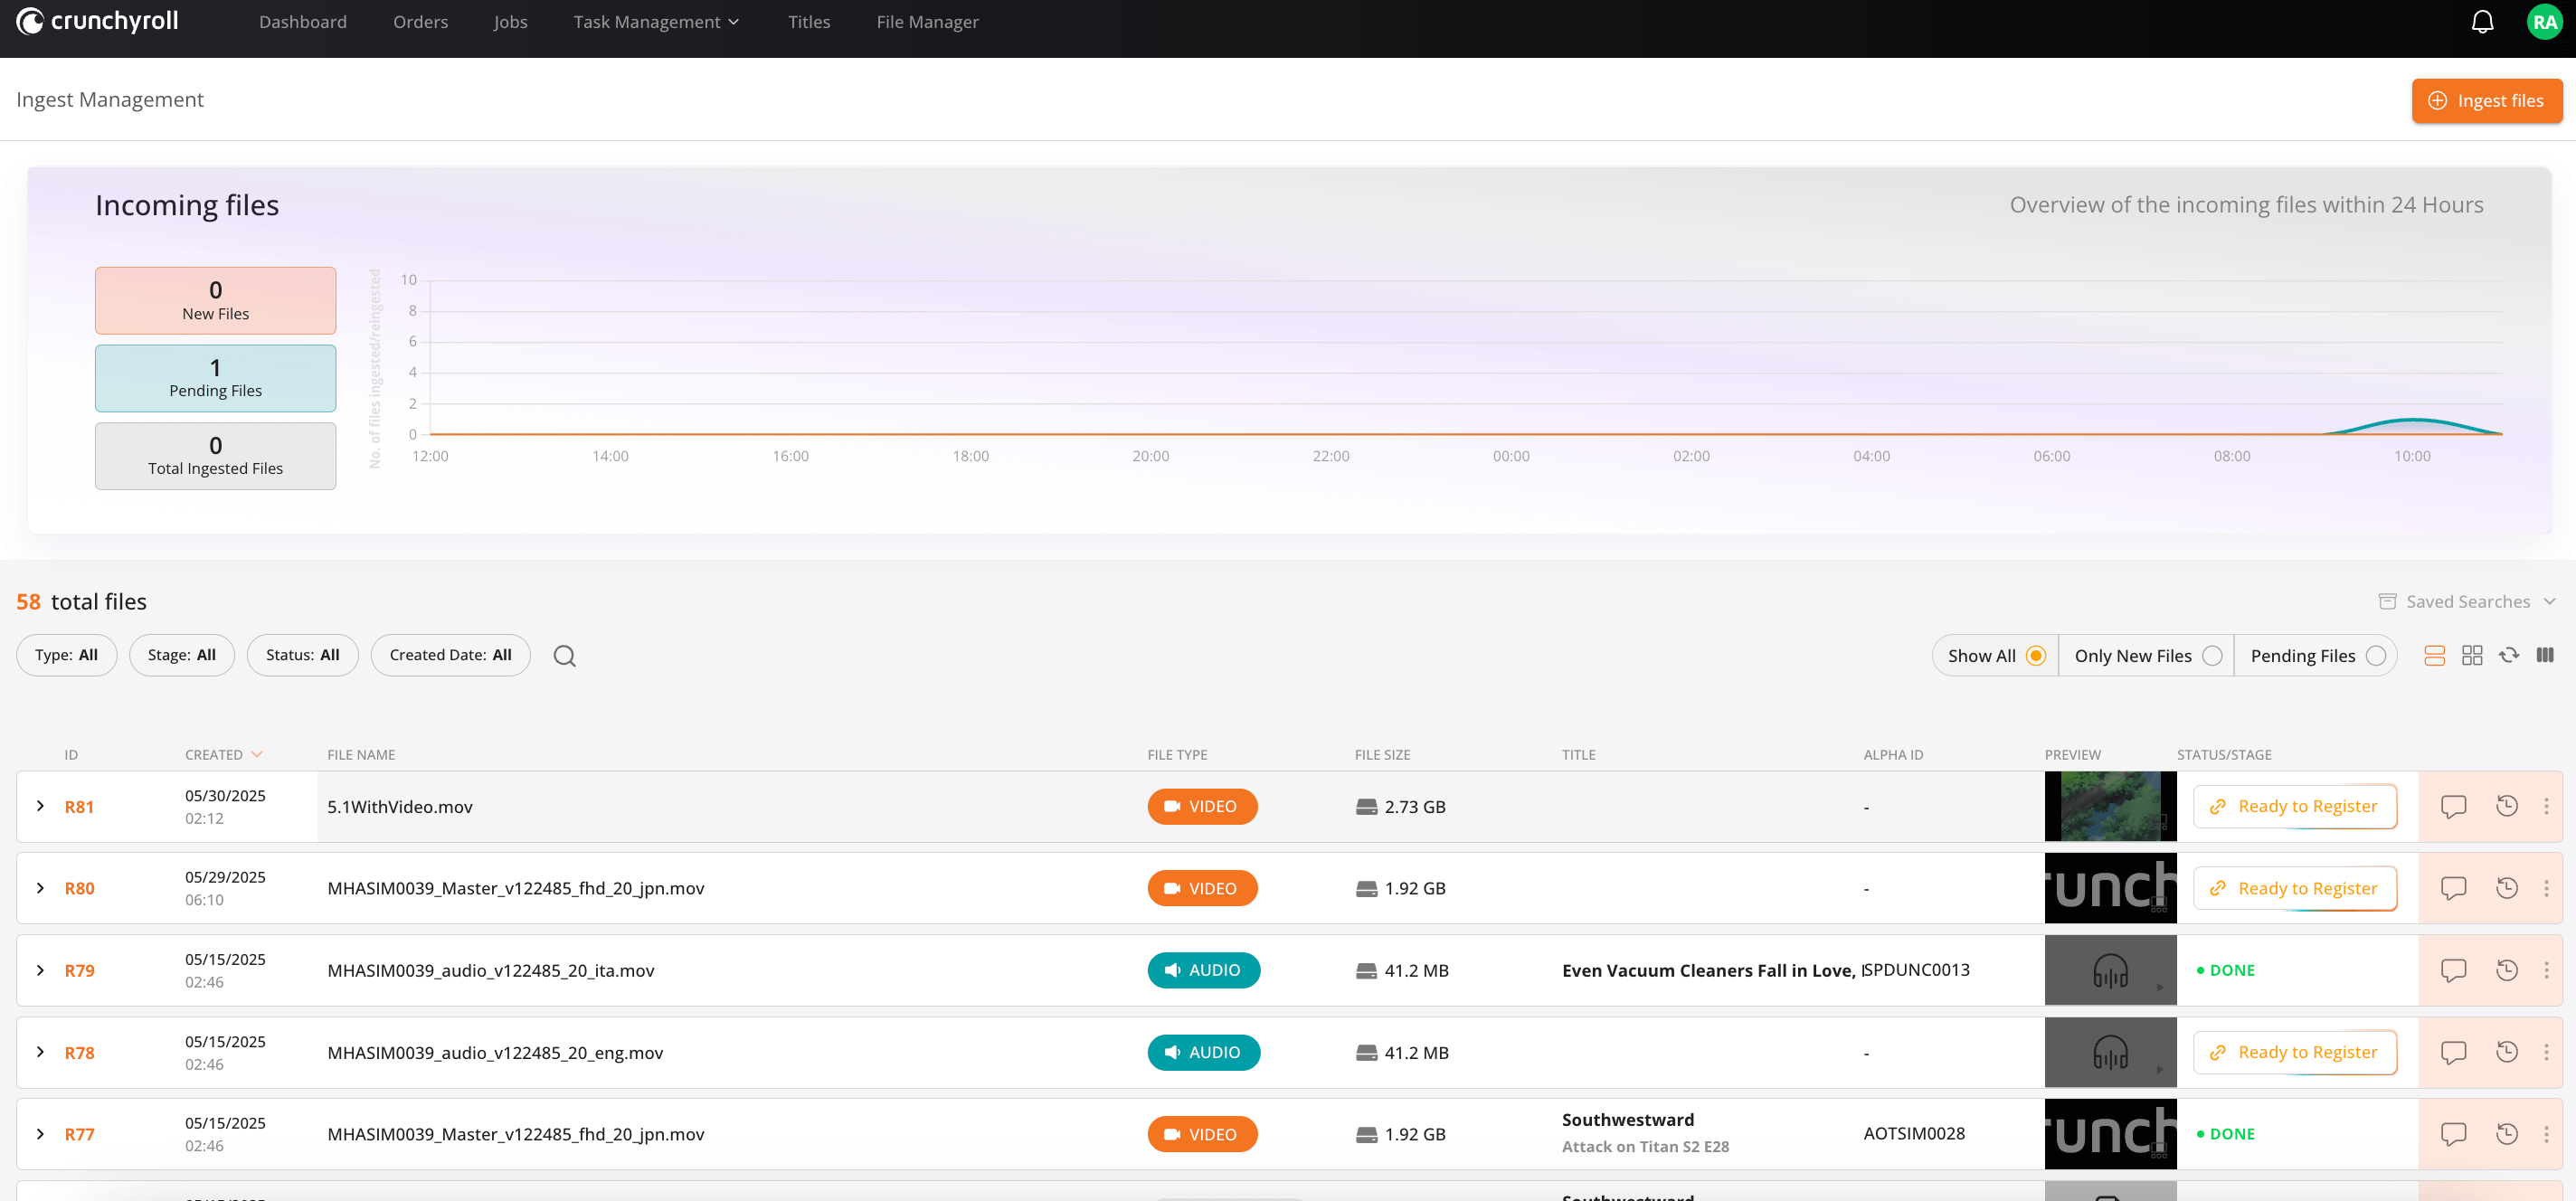 crunchyroll Dashboard Orders Jobs Task Management Titles File Manager RA
Ingest Management Ingest files
Incoming files Overview of the incoming files within 24 Hours
0
New Files
1
Pending Files
0
Total Ingested Files
No. of files ingested/reingested
10
8
6
4
2
0
12:00 14:00 16:00 18:00 20:00 22:00 00:00 02:00 04:00 06:00 08:00 10:00
58 total files Saved Searches
Type: All Stage: All Status: All Created Date: All Show All Only New Files Pending Files
ID CREATED FILE NAME FILE TYPE FILE SIZE TITLE ALPHA ID PREVIEW STATUS/STAGE
R81 05/30/2025 5.1WithVideo.mov VIDEO 2.73 GB - Ready to Register
02:12
R80 05/29/2025 MHASIM0039_Master_v122485_fhd_20_jpn.mov VIDEO 1.92 GB - runch Ready to Register
06:10
R79 05/15/2025 MHASIM0039_audio_v122485_20_ita.mov AUDIO 41.2 MB Even Vacuum Cleaners Fall in Love, SPDUNC0013 DONE
02:46
R78 05/15/2025 MHASIM0039_audio_v122485_20_eng.mov AUDIO 41.2 MB - Ready to Register
02:46
R77 05/15/2025 MHASIM0039_Master_v122485_fhd_20_jpn.mov VIDEO 1.92 GB Southwestward AOTSIM0028 runch DONE
02:46 Attack on Titan S2 E28